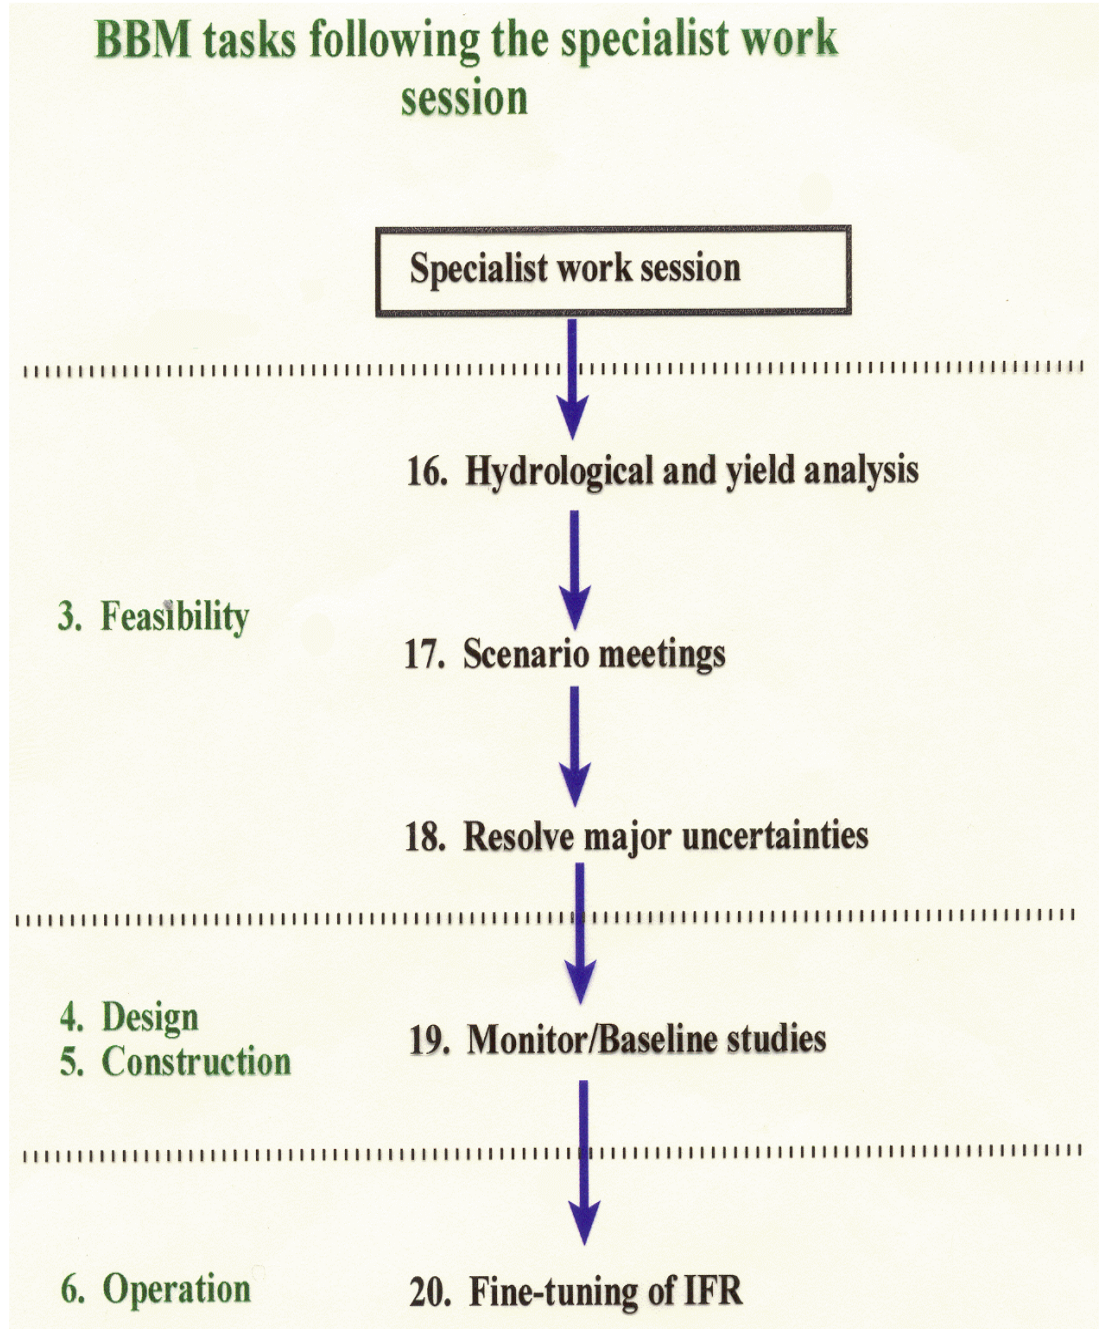 BBM tasks following the specialist work
session
Specialist work session
16. Hydrological and yield analysis
3. Feasibility
17. Scenario meetings
18. Resolve major uncertainties
4. Design
19. Monitor/Baseline studies
5. Construction
6. Operation
20. Fine-tuning of IFR